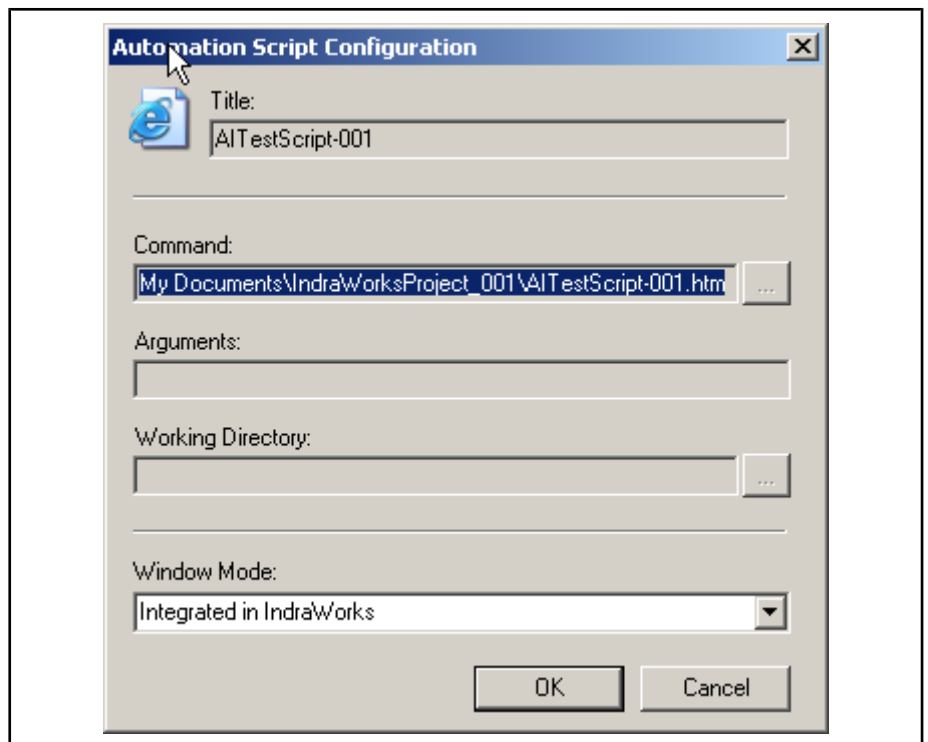 Automation Script Configuration
Title:
AITestScript-001
Command:
My Documents\IndraWorksProject_001\AITestScript-001.htm
...
Arguments:
Working Directory:
...
Window Mode:
Integrated in IndraWorks
OK Cancel